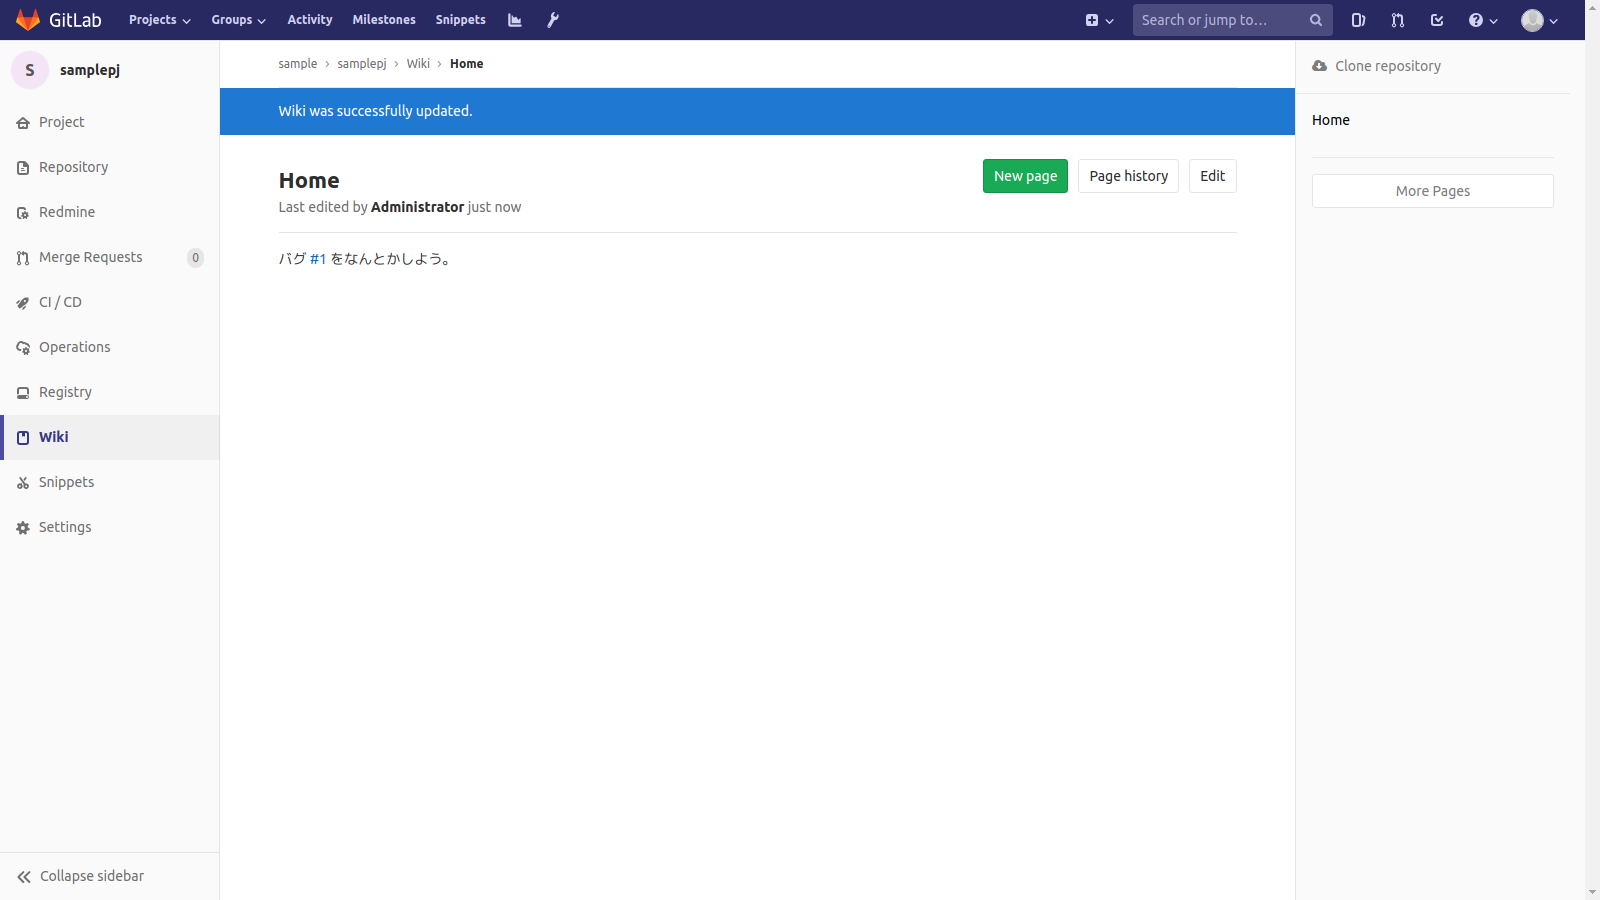 GitLab Projects Groups Activity Milestones Snippets Search or jump to…
S samplepj
Project
Repository
Redmine
Merge Requests 0
CI / CD
Operations
Registry
Wiki
Snippets
Settings
Collapse sidebar
sample › samplepj › Wiki › Home
Wiki was successfully updated.
Home
New page Page history Edit
Last edited by Administrator just now
バグ #1 をなんとかしよう。
Clone repository
Home
More Pages